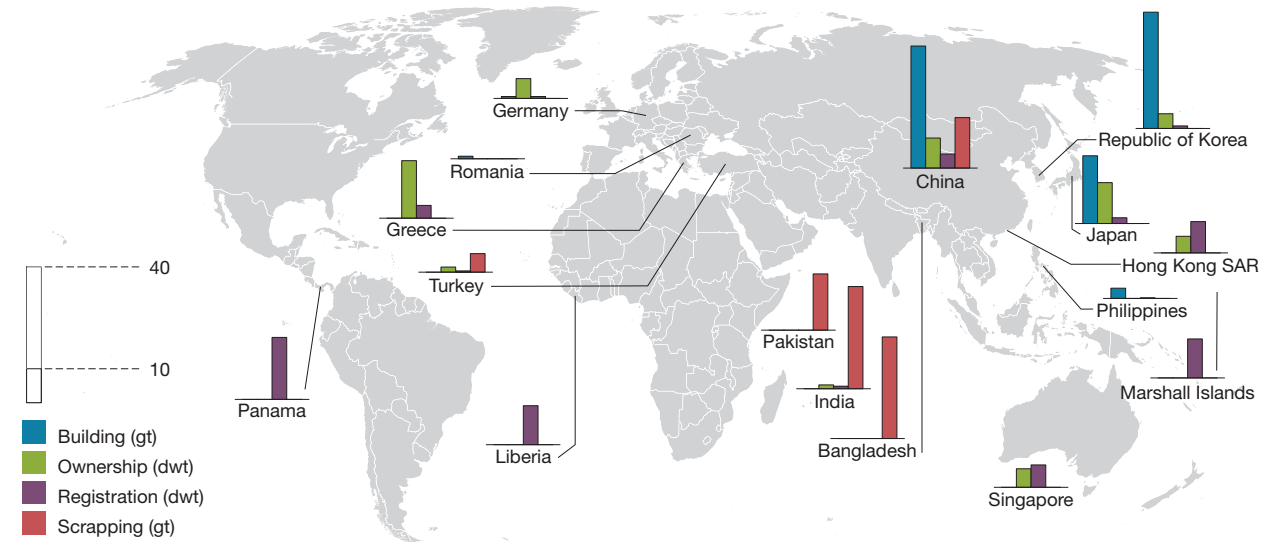 Germany
Republic of Korea
Romania
China
Greece
Japan
Hong Kong SAR
40
Turkey
Philippines
Pakistan
10
Marshall Islands
India
Panama
Building (gt)
Liberia
Bangladesh
Ownership (dwt)
Registration (dwt)
Singapore
Scrapping (gt)